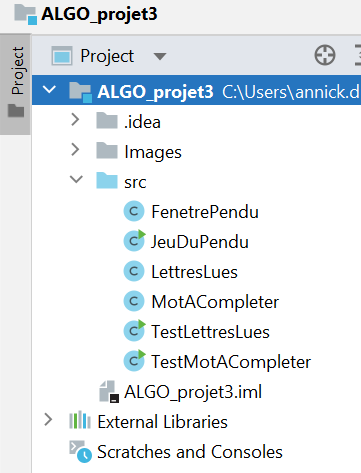 ALGO_projet3
Project
Project
ALGO_projet3 C:\Users\annick.d
.idea
Images
src
FenetrePendu
JeuDuPendu
LettresLues
MotACompleter
TestLettresLues
TestMotACompleter
ALGO_projet3.iml
External Libraries
Scratches and Consoles